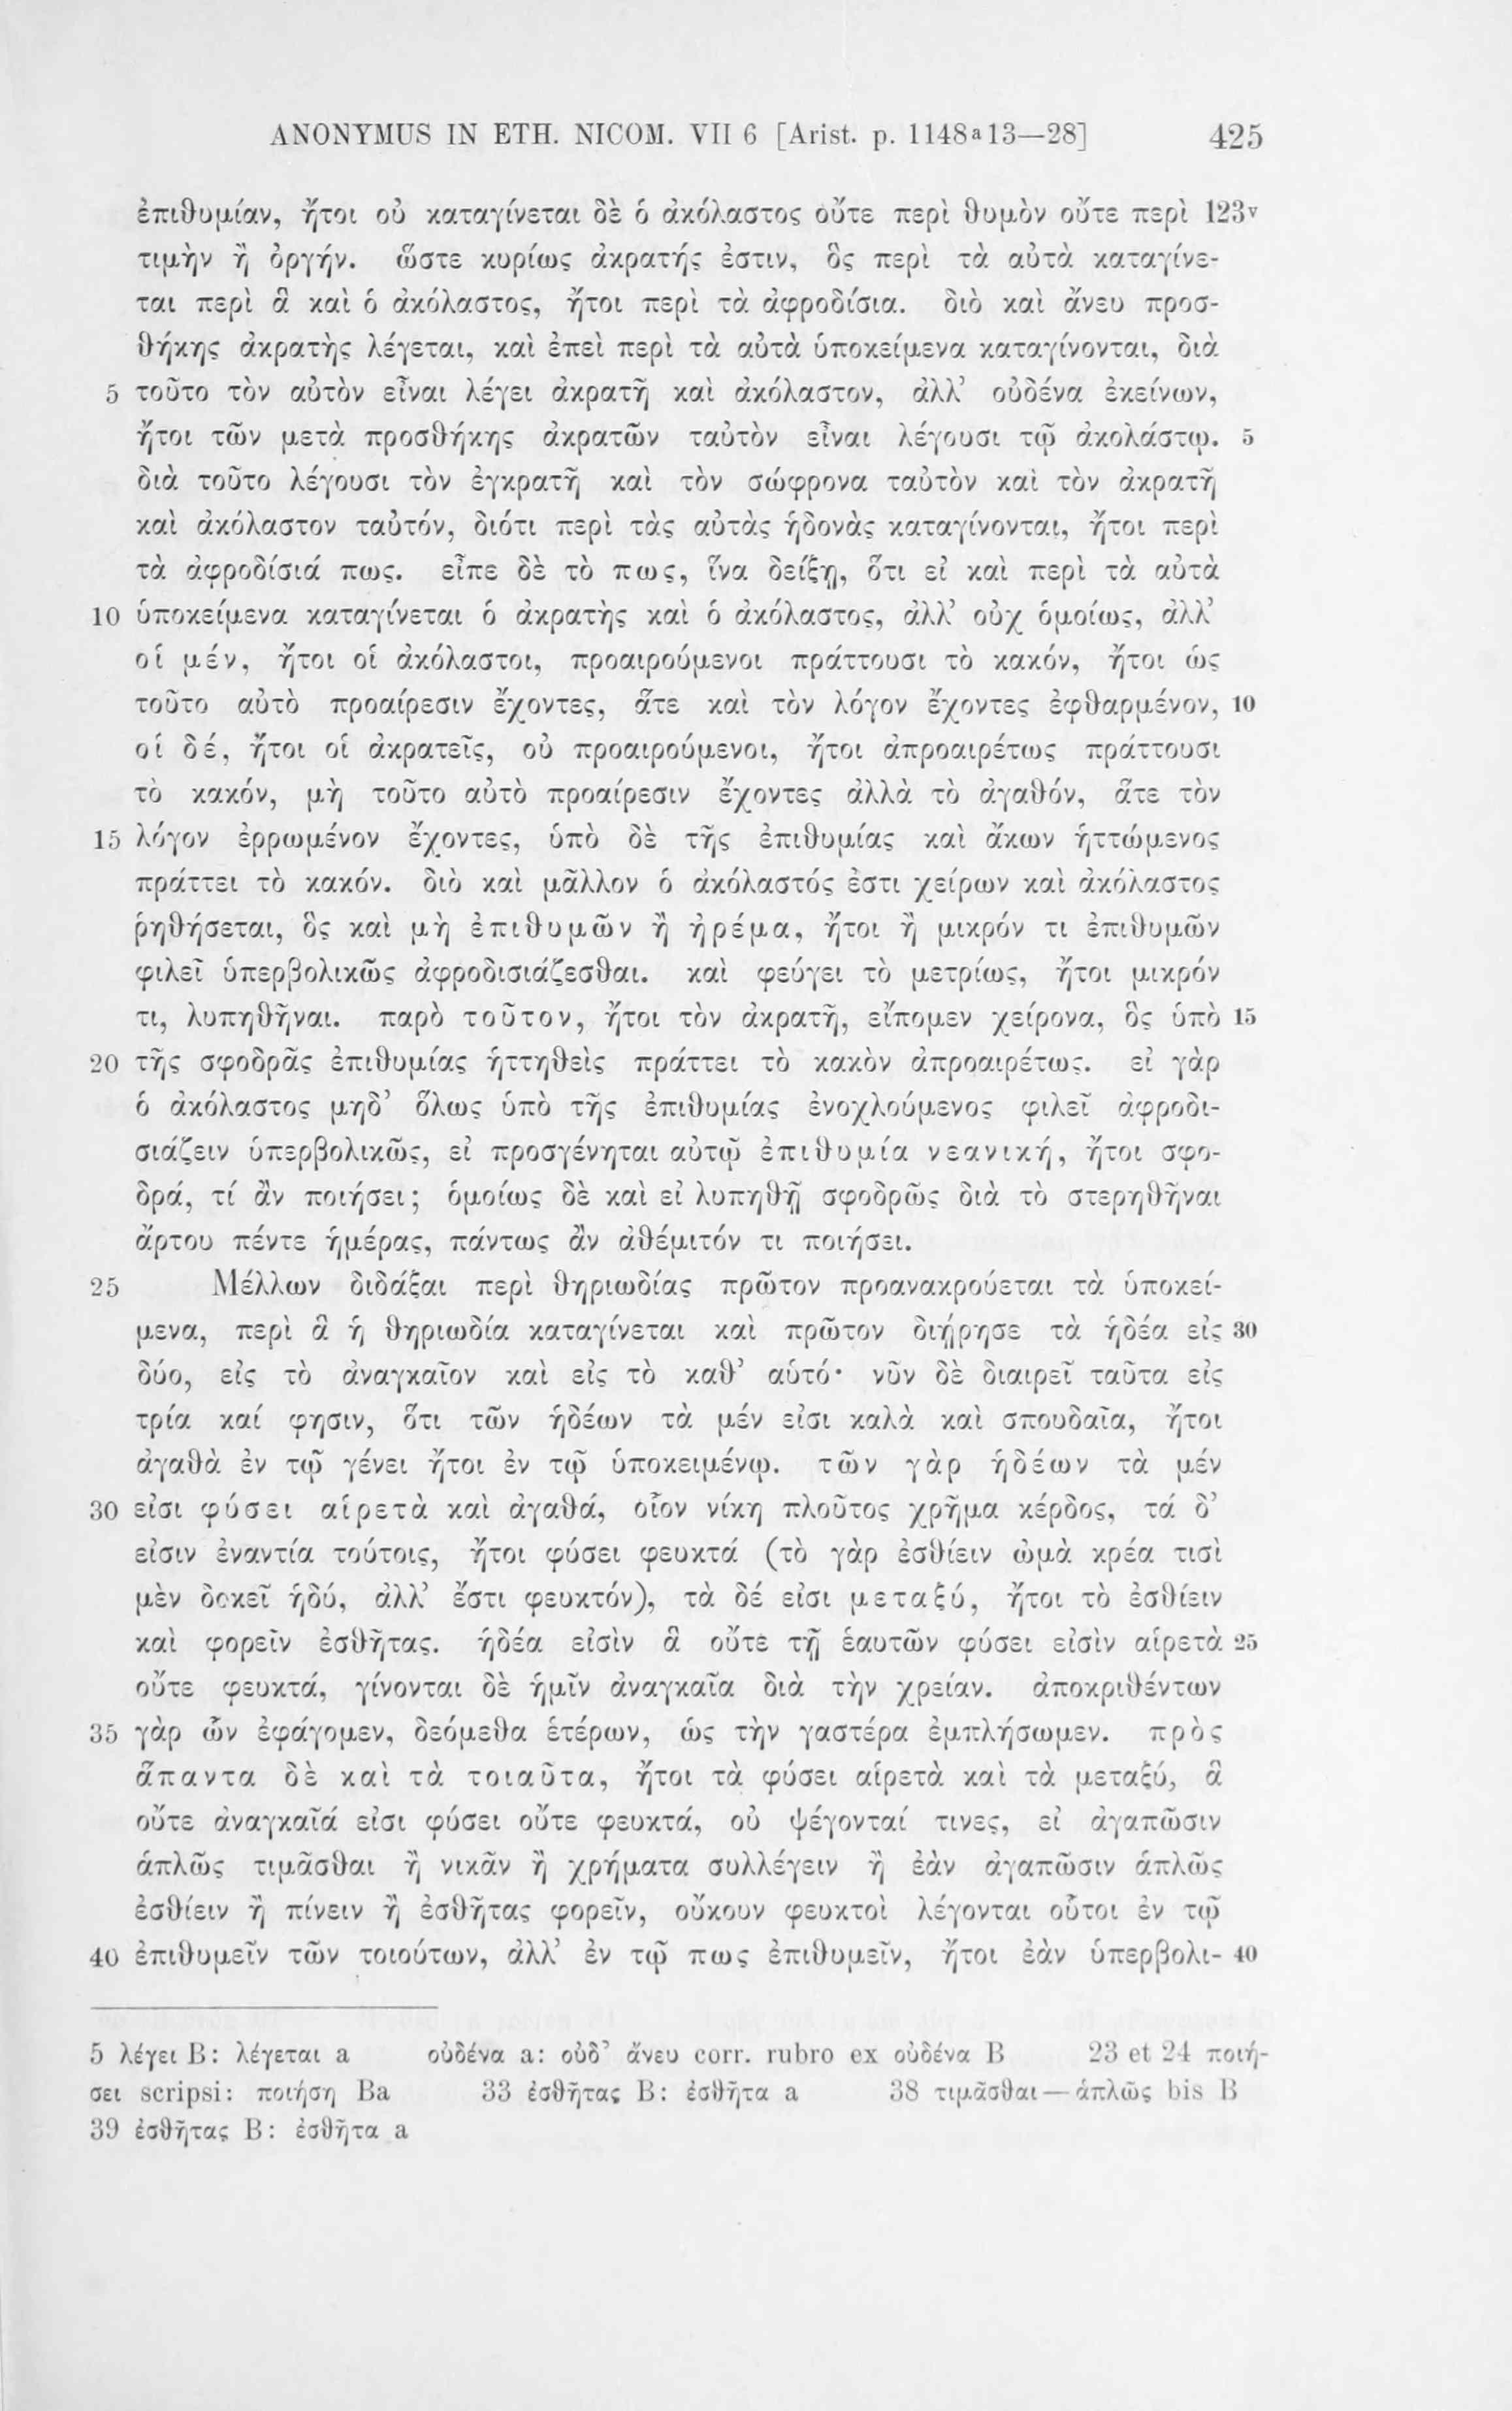 ANONYMUS IN ETH. NICOM. VII 6 [Arist. p. 1148a13—28] 425
ἐπιθυμίαν, ἤτοι οὐ καταγίνεται δὲ ὁ ἀκόλαστος οὔτε περὶ θυμὸν οὔτε περὶ 123v
τιμὴν ἢ ὀργήν. ὥστε κυρίως ἀκρατής ἐστιν, ὃς περὶ τὰ αὐτὰ καταγίνε-
ται περὶ ἃ καὶ ὁ ἀκόλαστος, ἤτοι περὶ τὰ ἀφροδίσια. διὸ καὶ ἄνευ προσ-
θήκης ἀκρατὴς λέγεται, καὶ ἐπεὶ περὶ τὰ αὐτὰ ὑποκείμενα καταγίνονται, διὰ
5 τοῦτο τὸν αὐτὸν εἶναι λέγει ἀκρατῆ καὶ ἀκόλαστον, ἀλλ’ οὐδένα ἐκείνων,
ἤτοι τῶν μετὰ προσθήκης ἀκρατῶν ταὐτὸν εἶναι λέγουσι τῷ ἀκολάστῳ. 5
διὰ τοῦτο λέγουσι τὸν ἐγκρατῆ καὶ τὸν σώφρονα ταὐτὸν καὶ τὸν ἀκρατῆ
καὶ ἀκόλαστον ταὐτόν, διότι περὶ τὰς αὐτὰς ἡδονὰς καταγίνονται, ἤτοι περὶ
τὰ ἀφροδίσιά πως. εἶπε δὲ τὸ πως, ἵνα δείξῃ, ὅτι εἰ καὶ περὶ τὰ αὐτὰ
10 ὑποκείμενα καταγίνεται ὁ ἀκρατὴς καὶ ὁ ἀκόλαστος, ἀλλ’ οὐχ ὁμοίως, ἀλλ’
οἱ μέν, ἤτοι οἱ ἀκόλαστοι, προαιρούμενοι πράττουσι τὸ κακόν, ἤτοι ὡς
τοῦτο αὐτὸ προαίρεσιν ἔχοντες, ἅτε καὶ τὸν λόγον ἔχοντες ἐφθαρμένον, 10
οἱ δέ, ἤτοι οἱ ἀκρατεῖς, οὐ προαιρούμενοι, ἤτοι ἀπροαιρέτως πράττουσι
τὸ κακόν, μὴ τοῦτο αὐτὸ προαίρεσιν ἔχοντες ἀλλὰ τὸ ἀγαθόν, ἅτε τὸν
15 λόγον ἐρρωμένον ἔχοντες, ὑπὸ δὲ τῆς ἐπιθυμίας καὶ ἄκων ἡττώμενος
πράττει τὸ κακόν. διὸ καὶ μᾶλλον ὁ ἀκόλαστός ἐστι χείρων καὶ ἀκόλαστος
ῥηθήσεται, ὃς καὶ μὴ ἐπιθυμῶν ἢ ἠρέμα, ἤτοι ἢ μικρόν τι ἐπιθυμῶν
φιλεῖ ὑπερβολικῶς ἀφροδισιάζεσθαι. καὶ φεύγει τὸ μετρίως, ἤτοι μικρόν
τι, λυπηθῆναι. παρὸ τοῦτον, ἤτοι τὸν ἀκρατῆ, εἴπομεν χείρονα, ὃς ὑπὸ 15
20 τῆς σφοδρᾶς ἐπιθυμίας ἡττηθεὶς πράττει τὸ κακὸν ἀπροαιρέτως. εἰ γὰρ
ὁ ἀκόλαστος μηδ’ ὅλως ὑπὸ τῆς ἐπιθυμίας ἐνοχλούμενος φιλεῖ ἀφροδι-
σιάζειν ὑπερβολικῶς, εἰ προσγένηται αὐτῷ ἐπιθυμία νεανική, ἤτοι σφο-
δρά, τί ἂν ποιήσει; ὁμοίως δὲ καὶ εἰ λυπηθῇ σφοδρῶς διὰ τὸ στερηθῆναι
ἄρτου πέντε ἡμέρας, πάντως ἂν ἀθέμιτόν τι ποιήσει.
25 Μέλλων διδάξαι περὶ θηριωδίας πρῶτον προανακρούεται τὰ ὑποκεί-
μενα, περὶ ἃ ἡ θηριωδία καταγίνεται καὶ πρῶτον διῄρησε τὰ ἡδέα εἰς 30
δύο, εἰς τὸ ἀναγκαῖον καὶ εἰς τὸ καθ’ αὑτό· νῦν δὲ διαιρεῖ ταῦτα εἰς
τρία καί φησιν, ὅτι τῶν ἡδέων τὰ μέν εἰσι καλὰ καὶ σπουδαῖα, ἤτοι
ἀγαθὰ ἐν τῷ γένει ἤτοι ἐν τῷ ὑποκειμένῳ. τῶν γὰρ ἡδέων τὰ μέν
30 εἰσι φύσει αἱρετὰ καὶ ἀγαθά, οἷον νίκη πλοῦτος χρῆμα κέρδος, τά δ’
εἰσιν ἐναντία τούτοις, ἤτοι φύσει φευκτά (τὸ γὰρ ἐσθίειν ὠμὰ κρέα τισὶ
μὲν δοκεῖ ἡδύ, ἀλλ’ ἔστι φευκτόν), τὰ δέ εἰσι μεταξύ, ἤτοι τὸ ἐσθίειν
καὶ φορεῖν ἐσθῆτας. ἡδέα εἰσὶν ἃ οὔτε τῇ ἑαυτῶν φύσει εἰσὶν αἱρετὰ 25
οὔτε φευκτά, γίνονται δὲ ἡμῖν ἀναγκαῖα διὰ τὴν χρείαν. ἀποκριθέντων
35 γὰρ ὧν ἐφάγομεν, δεόμεθα ἑτέρων, ὡς τὴν γαστέρα ἐμπλήσωμεν. πρὸς
ἅπαντα δὲ καὶ τὰ τοιαῦτα, ἤτοι τὰ φύσει αἱρετὰ καὶ τὰ μεταξύ, ἃ
οὔτε ἀναγκαῖά εἰσι φύσει οὔτε φευκτά, οὐ ψέγονταί τινες, εἰ ἀγαπῶσιν
ἁπλῶς τιμᾶσθαι ἢ νικᾶν ἢ χρήματα συλλέγειν ἢ ἐὰν ἀγαπῶσιν ἁπλῶς
ἐσθίειν ἢ πίνειν ἢ ἐσθῆτας φορεῖν, οὔκουν φευκτοὶ λέγονται οὗτοι ἐν τῷ
40 ἐπιθυμεῖν τῶν τοιούτων, ἀλλ’ ἐν τῷ πως ἐπιθυμεῖν, ἤτοι ἐὰν ὑπερβολι- 40
5 λέγει B: λέγεται a οὐδένα a: οὐδ’ ἄνευ corr. rubro ex οὐδένα B 23 et 24 ποιή-
σει scripsi: ποιήση Ba 33 ἐσθῆτας B: ἐσθῆτα a 38 τιμᾶσθαι—ἁπλῶς bis B
39 ἐσθῆτας B: ἐσθῆτα a